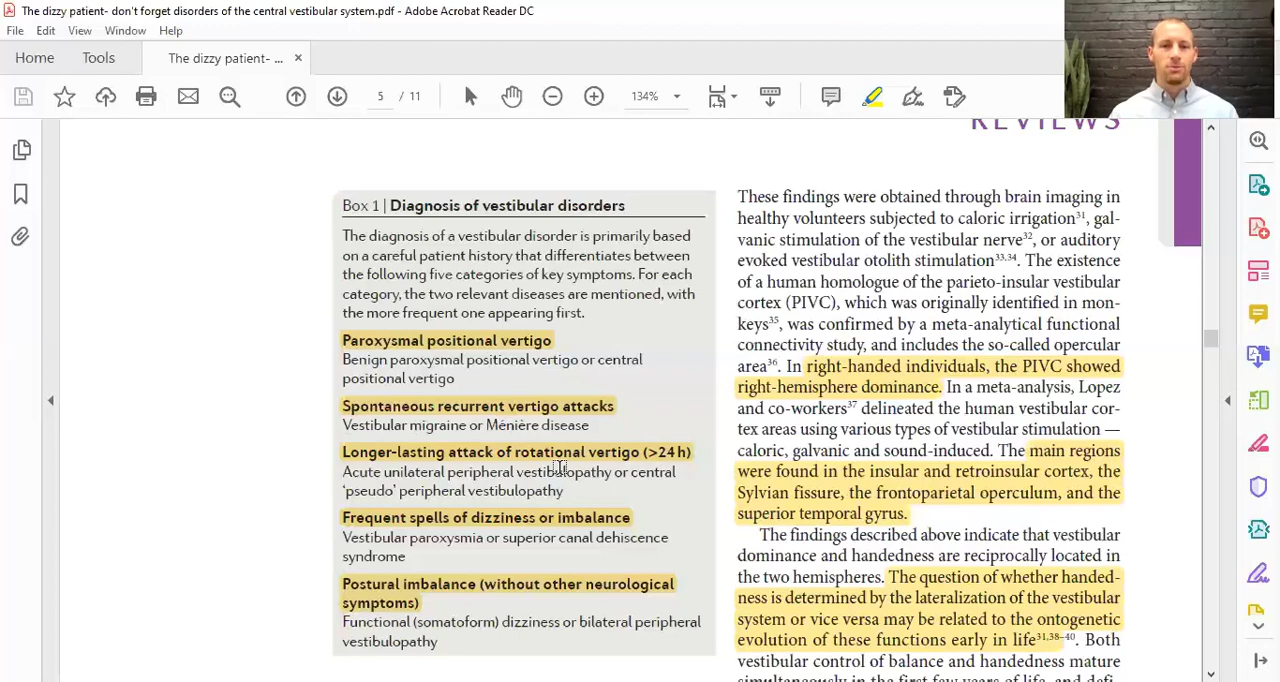 The dizzy patient- don't forget disorders of the central vestibular system.pdf - Adobe Acrobat Reader DC
File Edit View Window Help
Home Tools The dizzy patient- ... ×
5 / 11 134%
REVIEWS
Box 1 | Diagnosis of vestibular disorders
The diagnosis of a vestibular disorder is primarily based
on a careful patient history that differentiates between
the following five categories of key symptoms. For each
category, the two relevant diseases are mentioned, with
the more frequent one appearing first.
Paroxysmal positional vertigo
Benign paroxysmal positional vertigo or central
positional vertigo
Spontaneous recurrent vertigo attacks
Vestibular migraine or Ménière disease
Longer-lasting attack of rotational vertigo (>24 h)
Acute unilateral peripheral vestibulopathy or central
‘pseudo’ peripheral vestibulopathy
Frequent spells of dizziness or imbalance
Vestibular paroxysmia or superior canal dehiscence
syndrome
Postural imbalance (without other neurological
symptoms)
Functional (somatoform) dizziness or bilateral peripheral
vestibulopathy
These findings were obtained through brain imaging in
healthy volunteers subjected to caloric irrigation31, gal-
vanic stimulation of the vestibular nerve32, or auditory
evoked vestibular otolith stimulation33,34. The existence
of a human homologue of the parieto-insular vestibular
cortex (PIVC), which was originally identified in mon-
keys35, was confirmed by a meta-analytical functional
connectivity study, and includes the so-called opercular
area36. In right-handed individuals, the PIVC showed
right-hemisphere dominance. In a meta-analysis, Lopez
and co-workers37 delineated the human vestibular cor-
tex areas using various types of vestibular stimulation —
caloric, galvanic and sound-induced. The main regions
were found in the insular and retroinsular cortex, the
Sylvian fissure, the frontoparietal operculum, and the
superior temporal gyrus.
The findings described above indicate that vestibular
dominance and handedness are reciprocally located in
the two hemispheres. The question of whether handed-
ness is determined by the lateralization of the vestibular
system or vice versa may be related to the ontogenetic
evolution of these functions early in life31,38–40. Both
vestibular control of balance and handedness mature
simultaneously in the first few years of life, and defi-